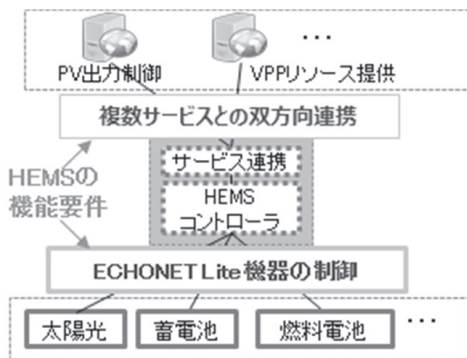 ...
PV出力制御
VPPリソース提供
複数サービスとの双方向連携
サービス連携
HEMSの
機能要件
HEMS
コントローラ
ECHONET Lite機器の制御
太陽光
蓄電池
燃料電池
...